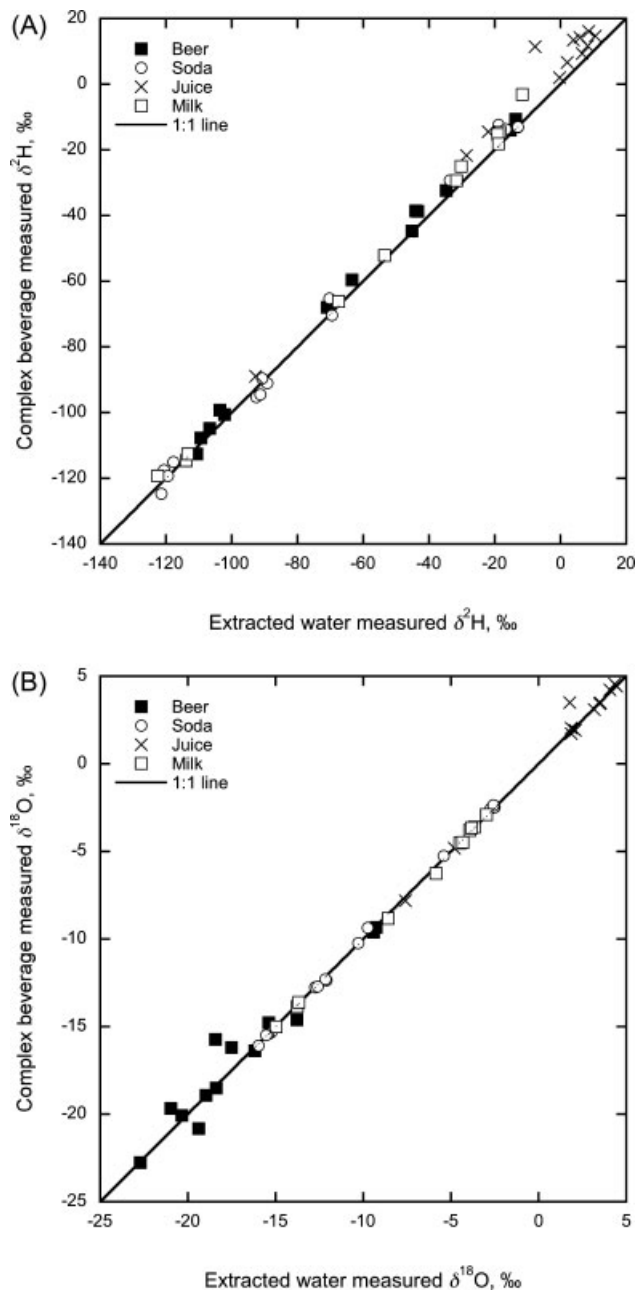 (A)
20
0
-20
-40
-60
-80
-100
-120
-140
Beer
Soda
Juice
Milk
1:1 line
Complex beverage measured δ²H, ‰
-140 -120 -100 -80 -60 -40 -20 0 20
Extracted water measured δ²H, ‰
(B)
5
0
-5
-10
-15
-20
-25
Beer
Soda
Juice
Milk
1:1 line
Complex beverage measured δ¹⁸O, ‰
-25 -20 -15 -10 -5 0 5
Extracted water measured δ¹⁸O, ‰